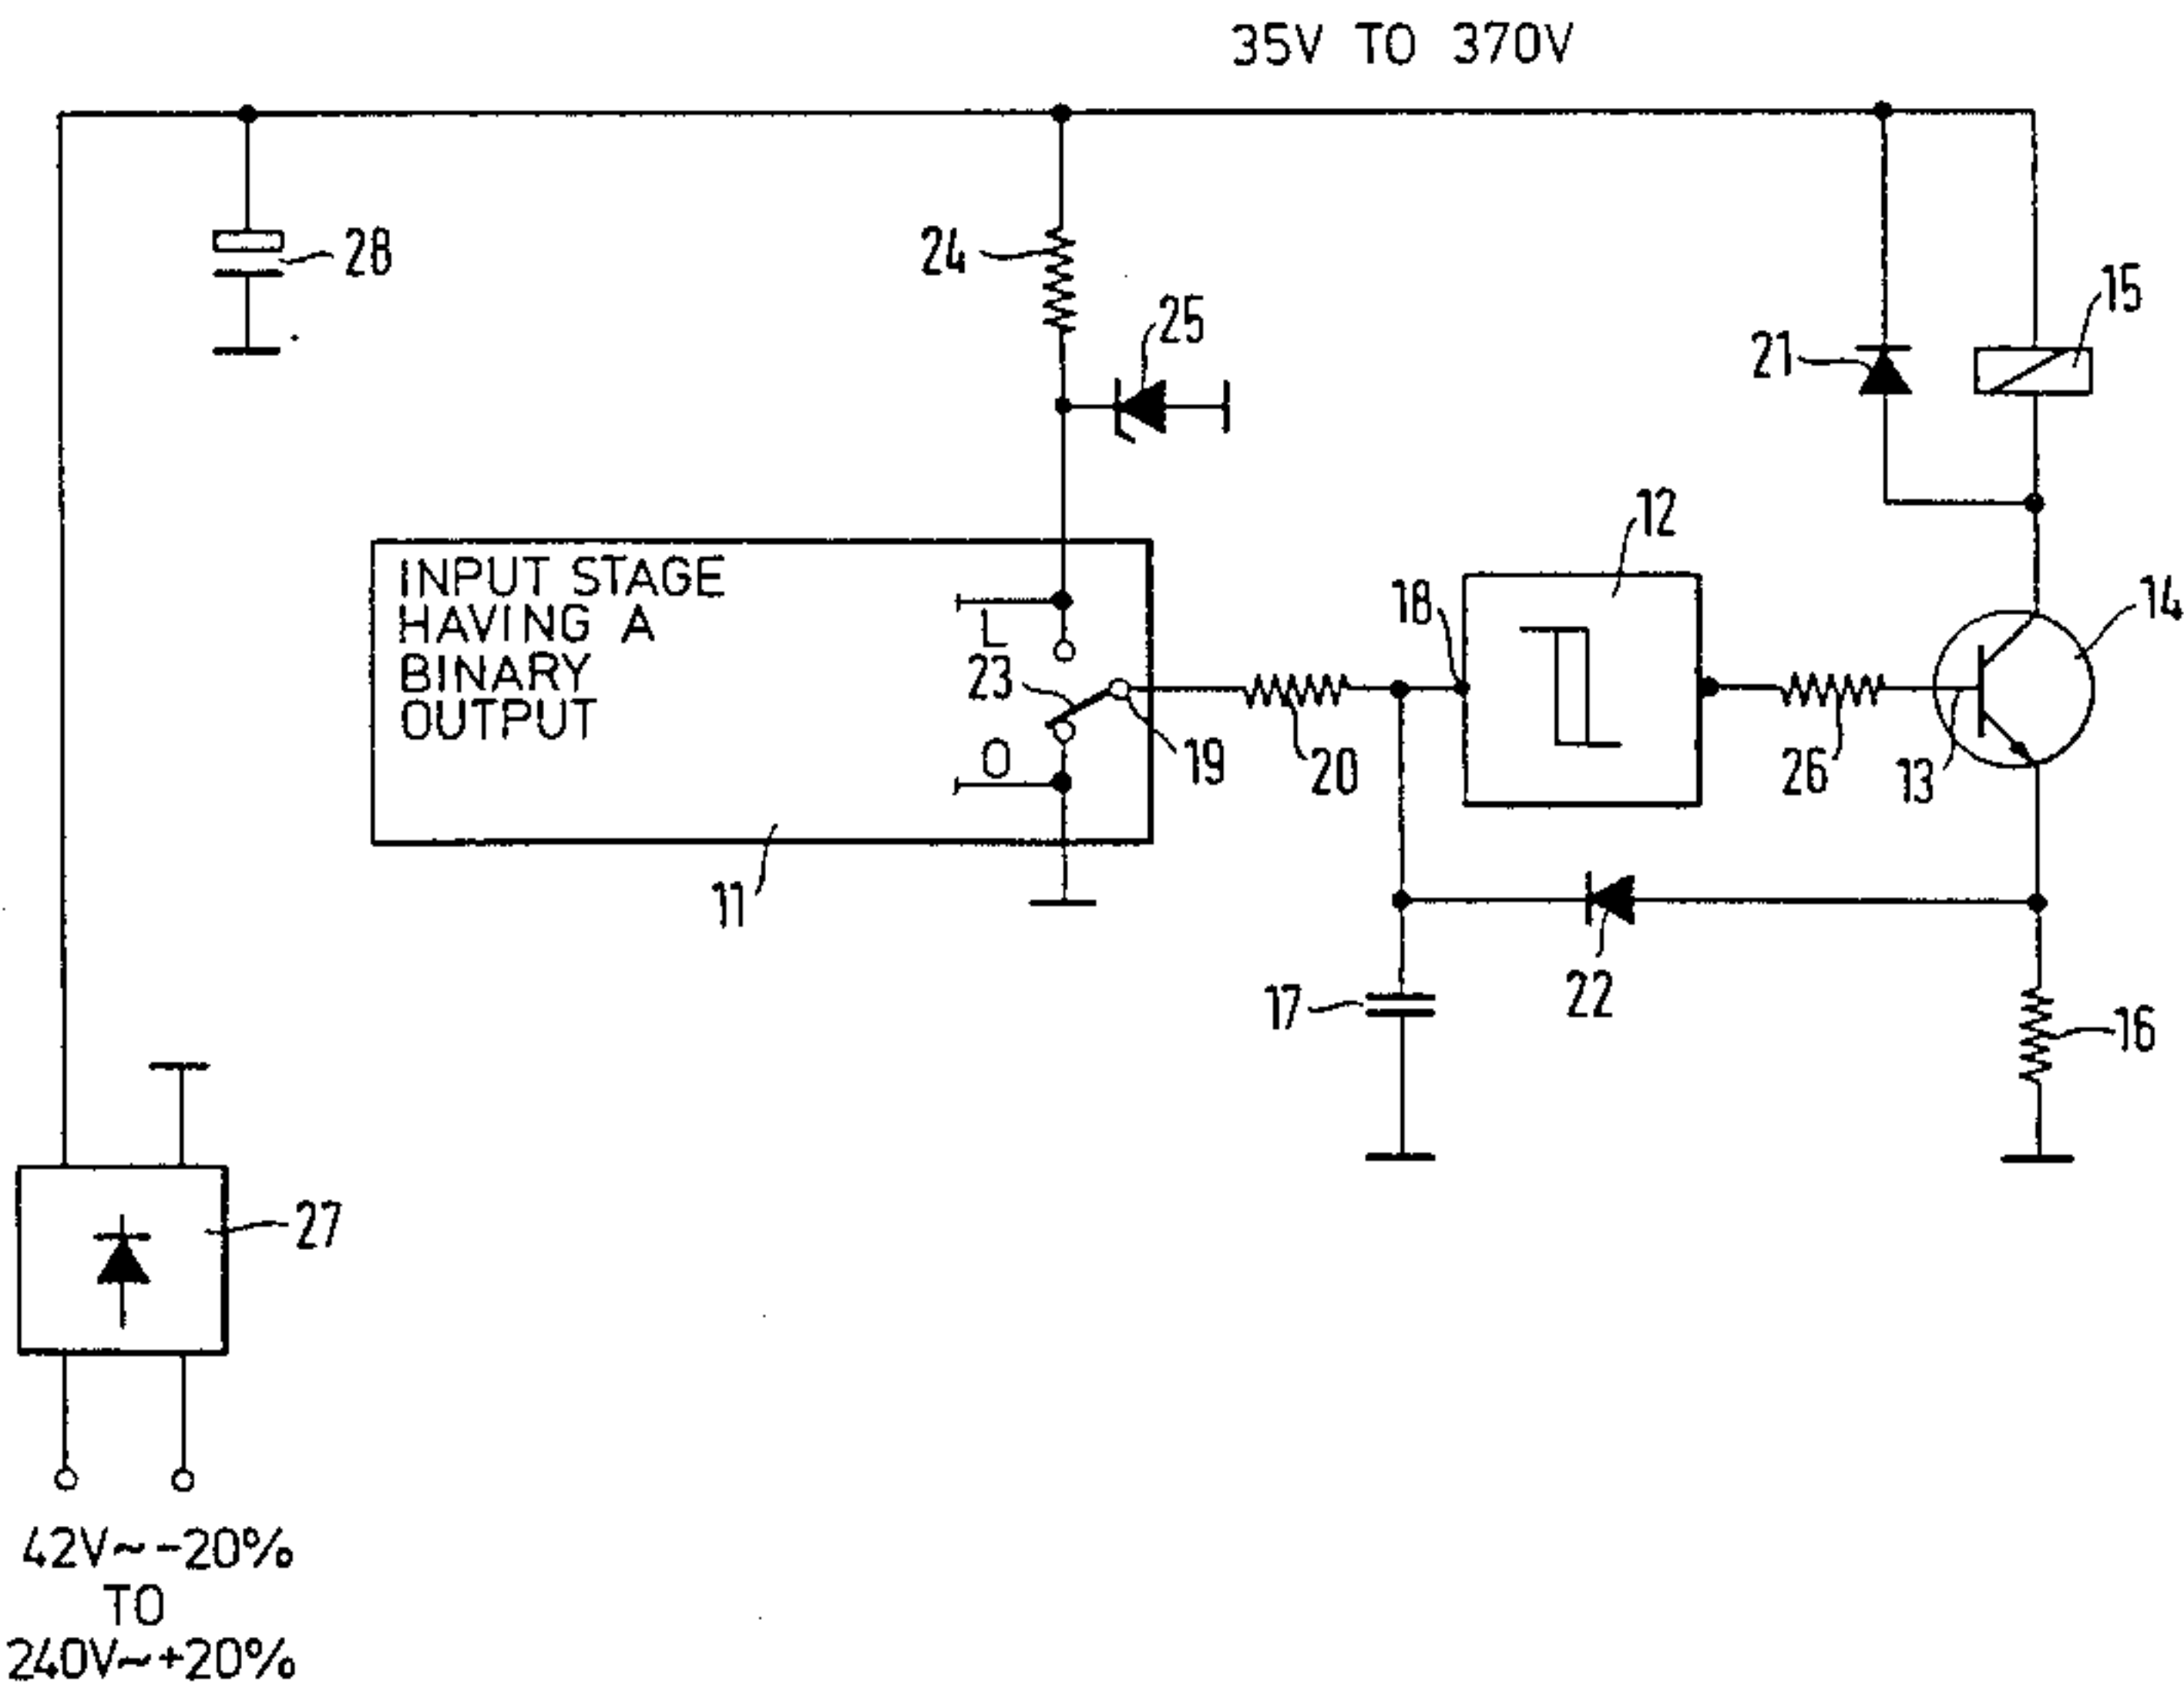 35V TO 370V
28
24
25
15
21
12
INPUT STAGE
HAVING A
BINARY
OUTPUT
L
23
O
19
18
14
20
26
13
11
22
17
16
27
42V~-20%
TO
240V~+20%